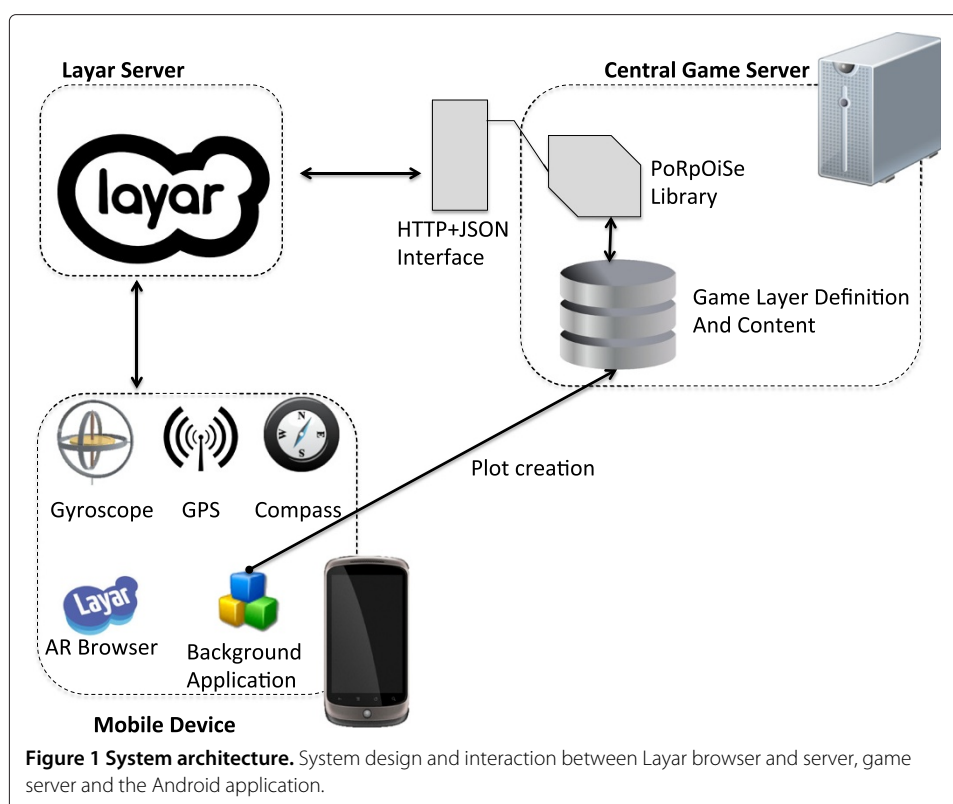 Layar Server
Central Game Server
layar
PoRpOiSe
Library
HTTP+JSON
Interface
Game Layer Definition
And Content
Plot creation
N
W
E
S
Gyroscope
GPS
Compass
Layar
AR Browser
Background
Application
Mobile Device
Figure 1 System architecture. System design and interaction between Layar browser and server, game
server and the Android application.